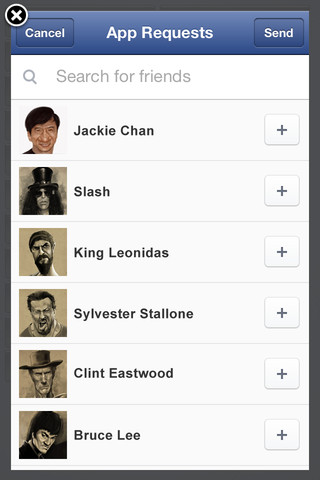 Cancel
App Requests
Send
Search for friends
Jackie Chan
Slash
King Leonidas
Sylvester Stallone
Clint Eastwood
Bruce Lee